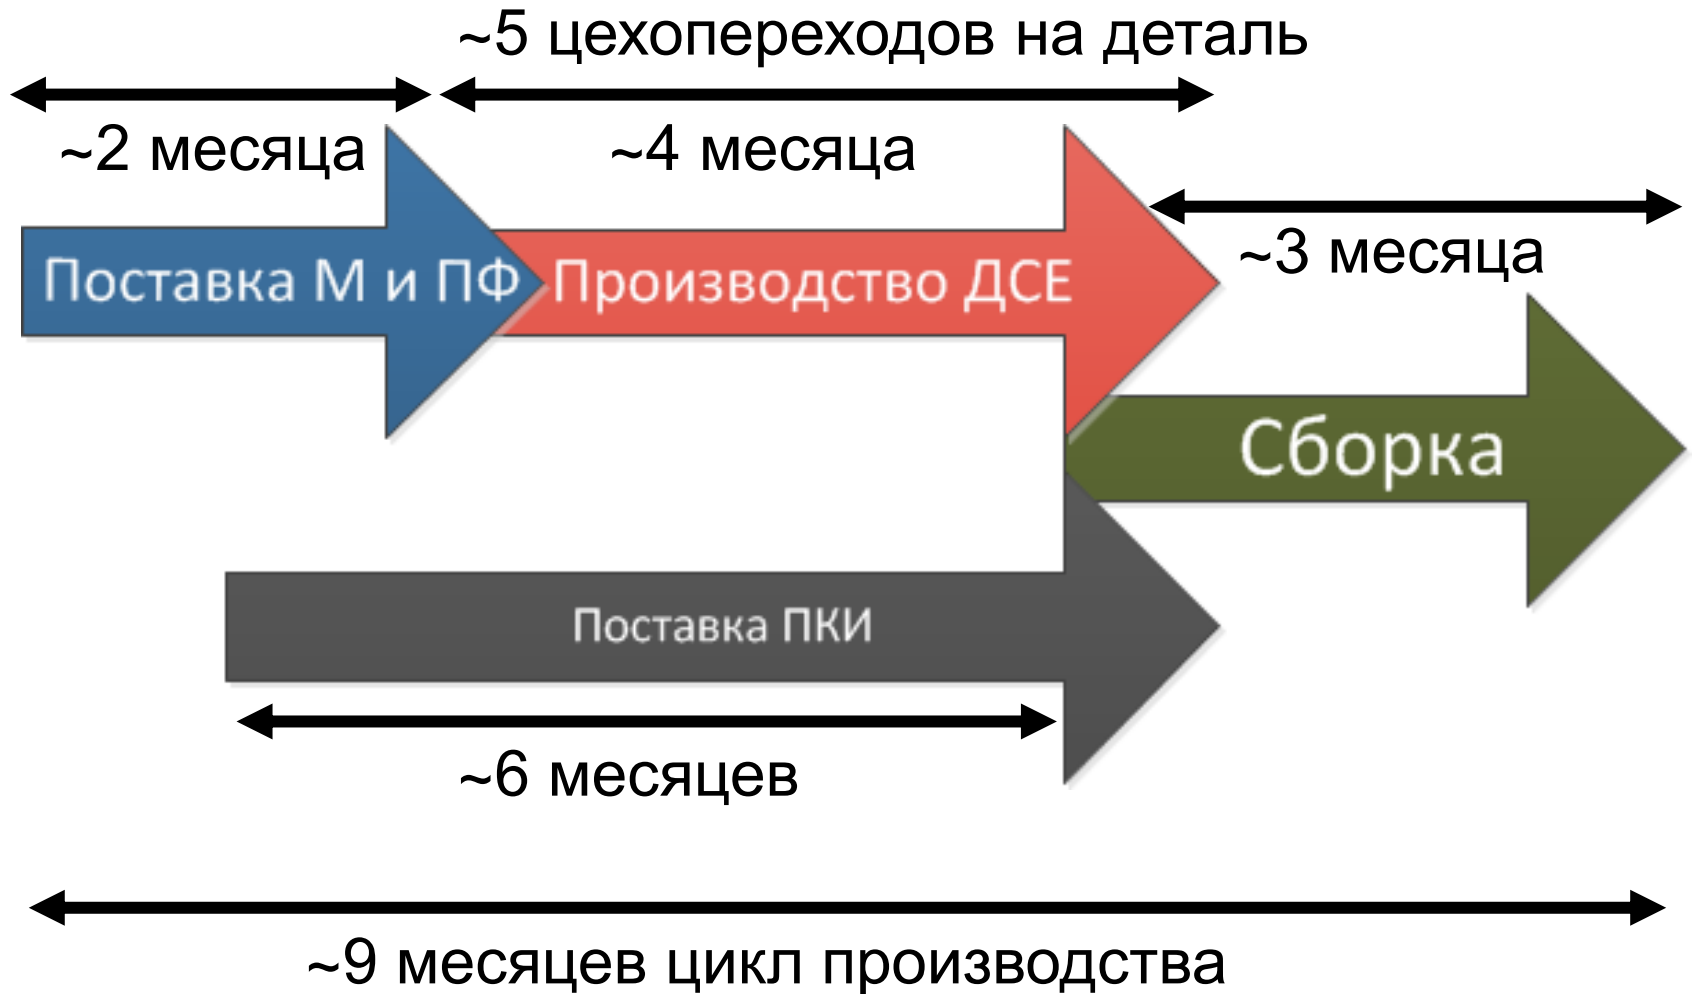 ~5 цехопереходов на деталь
~2 месяца
~4 месяца
~3 месяца
Поставка М и ПФ
Производство ДСЕ
Сборка
Поставка ПКИ
~6 месяцев
~9 месяцев цикл производства